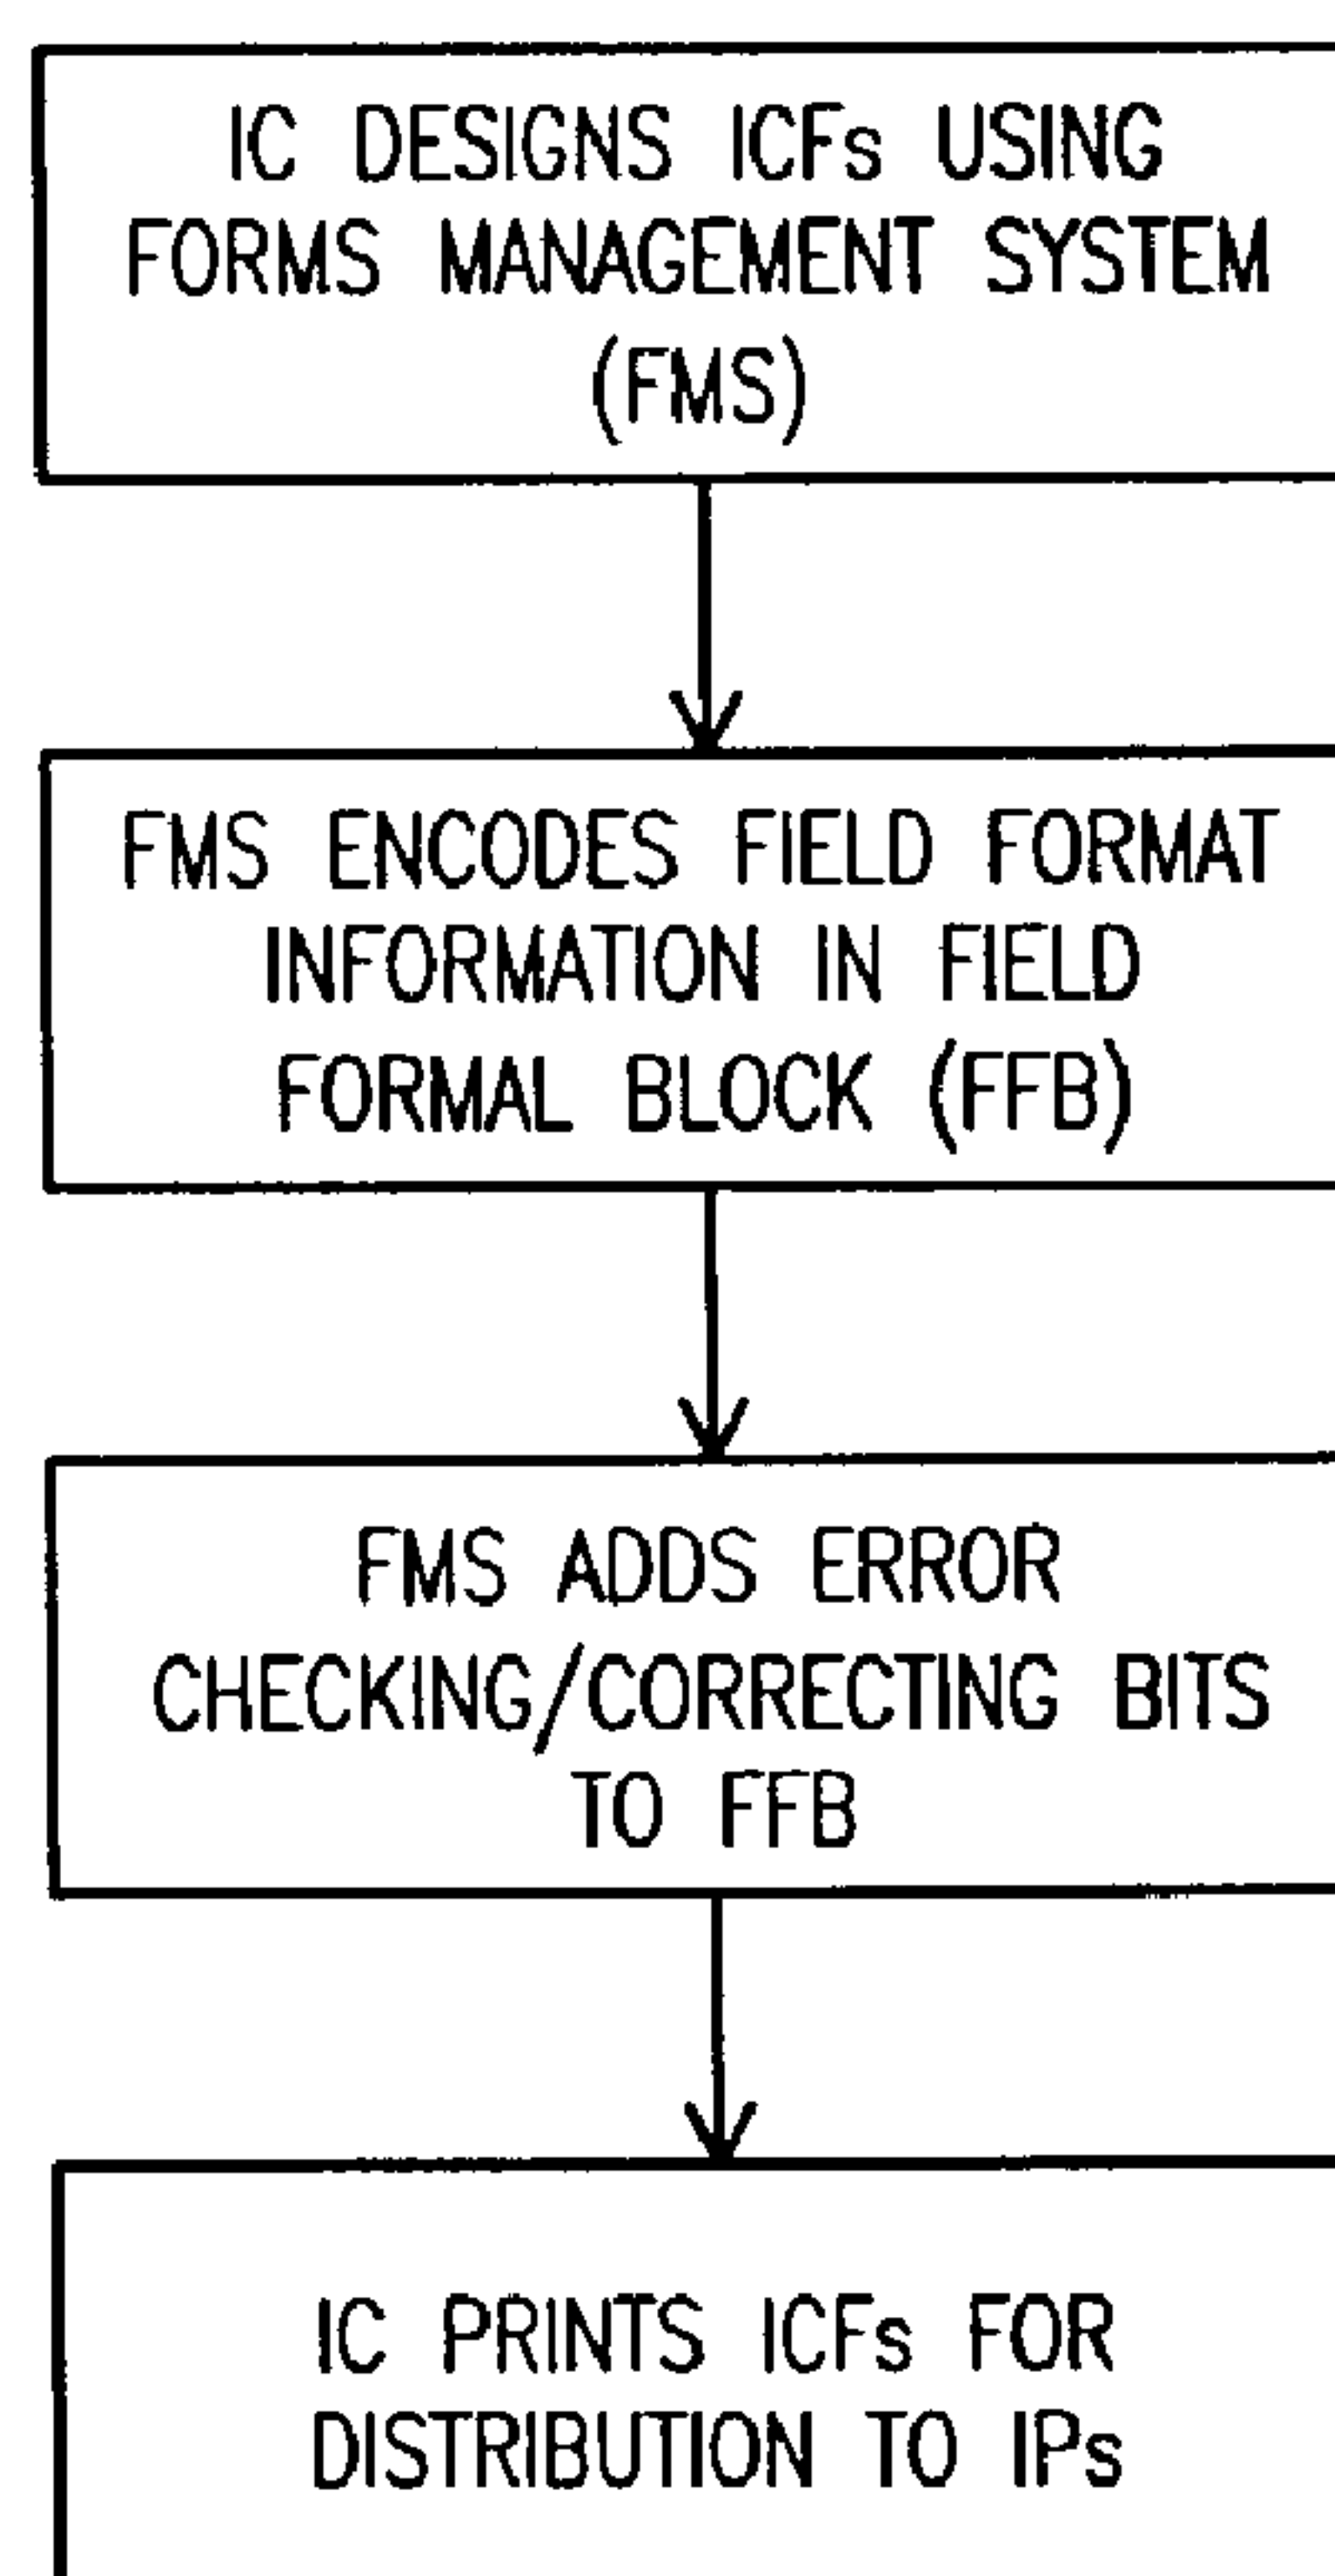 IC DESIGNS ICFs USING
FORMS MANAGEMENT SYSTEM
(FMS)
FMS ENCODES FIELD FORMAT
INFORMATION IN FIELD
FORMAL BLOCK (FFB)
FMS ADDS ERROR
CHECKING/CORRECTING BITS
TO FFB
IC PRINTS ICFs FOR
DISTRIBUTION TO IPs